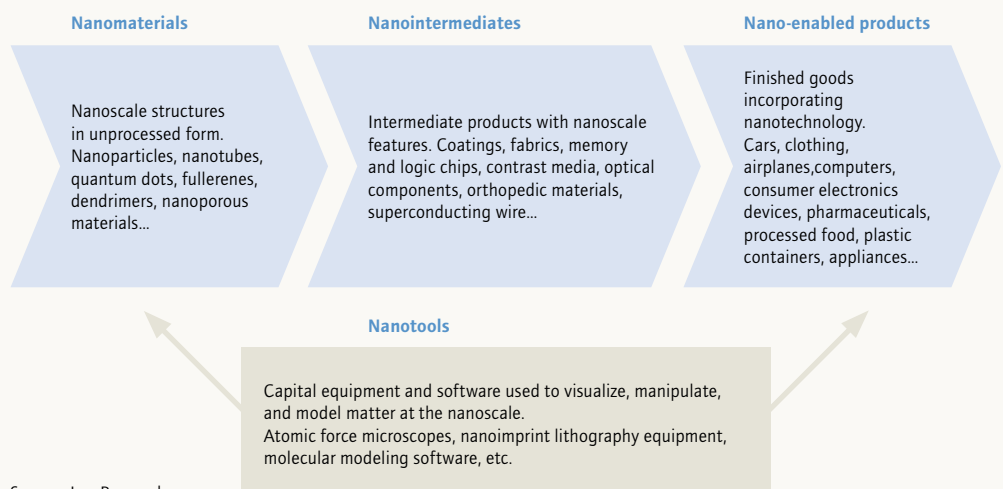 Nanomaterials
Nanoscale structures
in unprocessed form.
Nanoparticles, nanotubes,
quantum dots, fullerenes,
dendrimers, nanoporous
materials...
Nanointermediates
Intermediate products with nanoscale
features. Coatings, fabrics, memory
and logic chips, contrast media, optical
components, orthopedic materials,
superconducting wire...
Nano-enabled products
Finished goods
incorporating
nanotechnology.
Cars, clothing,
airplanes,computers,
consumer electronics
devices, pharmaceuticals,
processed food, plastic
containers, appliances...
Nanotools
Capital equipment and software used to visualize, manipulate,
and model matter at the nanoscale.
Atomic force microscopes, nanoimprint lithography equipment,
molecular modeling software, etc.